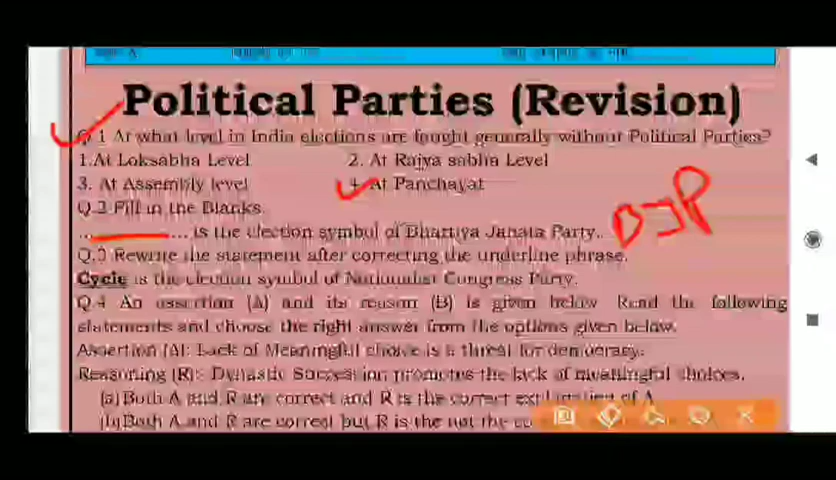 Political Parties (Revision)
Q.1 At what level in India elections are fought generally without Political Parties?
1.At Loksabha Level 2. At Rajya sabha Level
3. At Assembly level 4. At Panchayat
Q.2 Fill in the Blanks.
... ... is the election symbol of Bhartiya Janata Party..
BJP
Q.3 Rewrite the statement after correcting the underline phrase.
Cycle is the election symbol of Nationalist Congress Party.
Q.4 An assertion (A) and its reason (B) is given below. Read the following
statements and choose the right answer from the options given below.
Assertion (A): Lack of Meaningful choice is a threat for democracy.
Reasoning (R): Dynastic Succession promotes the lack of meaningful choices.
(a) Both A and R are correct and R is the correct explanation of A
(b) Both A and R are correct but R is the not the